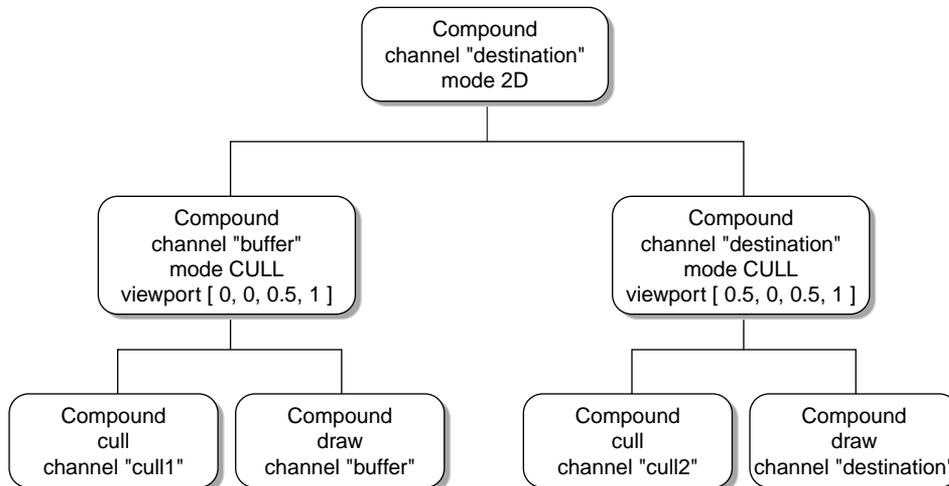 Compound
channel "destination"
mode 2D
Compound
channel "buffer"
mode CULL
viewport [ 0, 0, 0.5, 1 ]
Compound
channel "destination"
mode CULL
viewport [ 0.5, 0, 0.5, 1 ]
Compound
cull
channel "cull1"
Compound
draw
channel "buffer"
Compound
cull
channel "cull2"
Compound
draw
channel "destination"